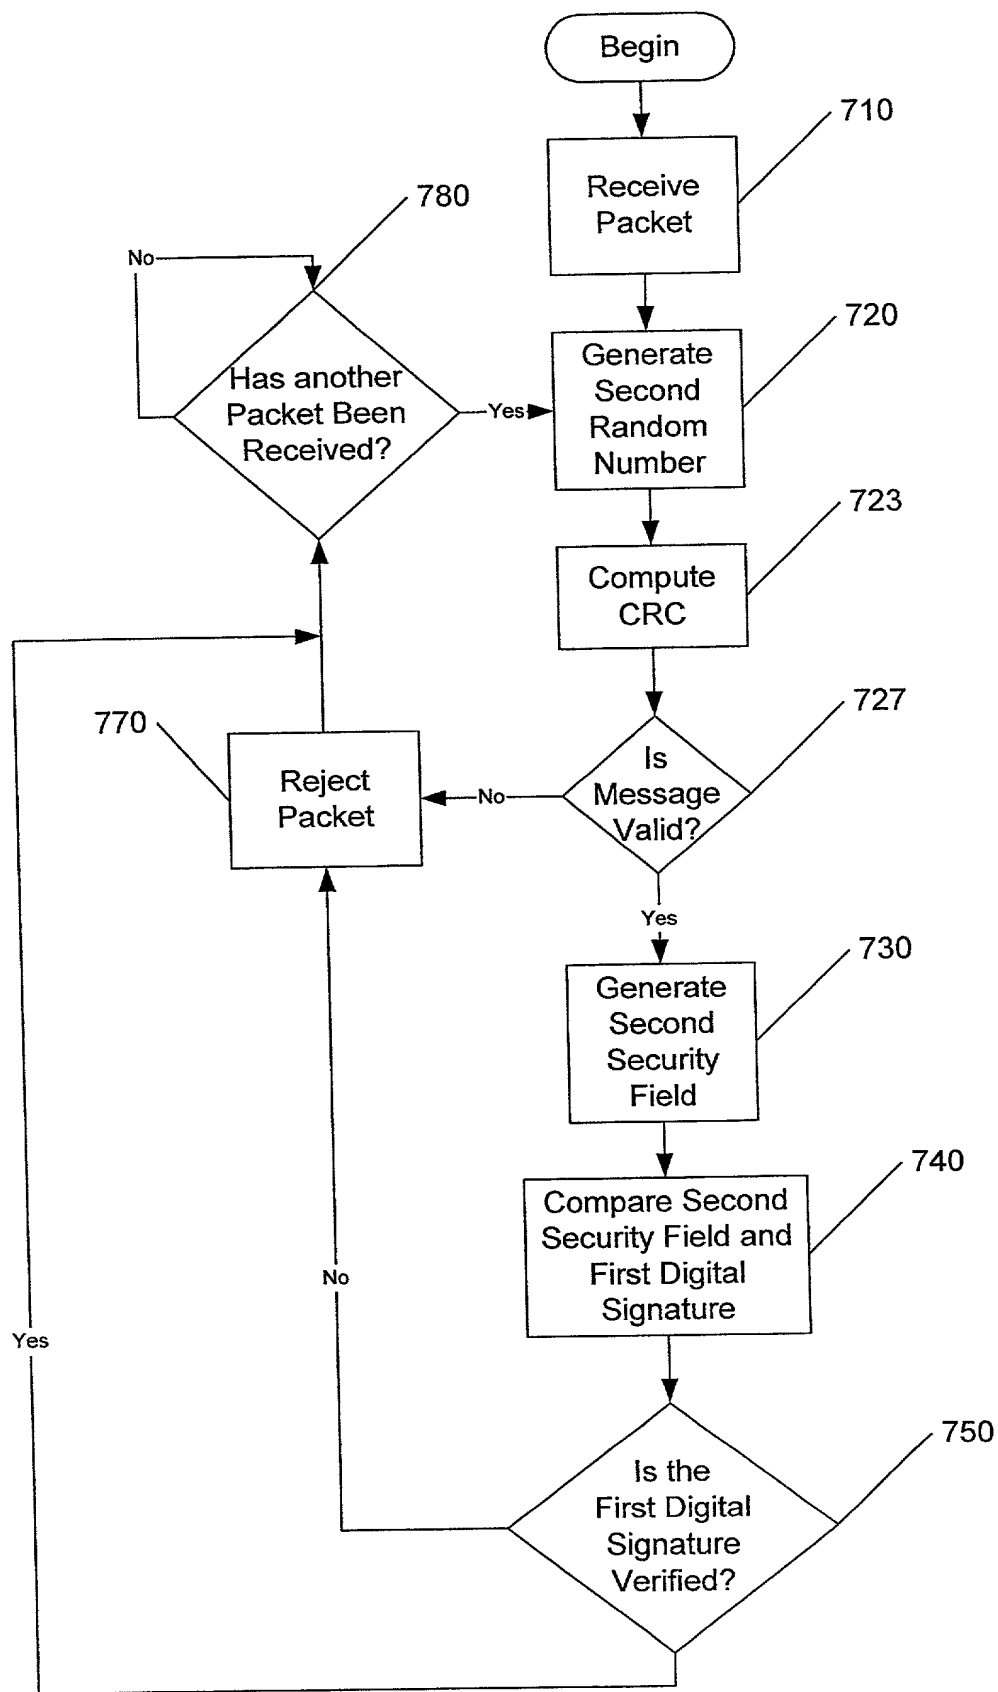 Begin
710
Receive
Packet
780
No
720
Generate
Second
Random
Number
Has another
Packet Been
Received?
Yes
723
Compute
CRC
727
770
Is
Message
Valid?
No
Reject
Packet
Yes
730
Generate
Second
Security
Field
740
Compare Second
Security Field and
First Digital
Signature
No
Yes
750
Is the
First Digital
Signature
Verified?